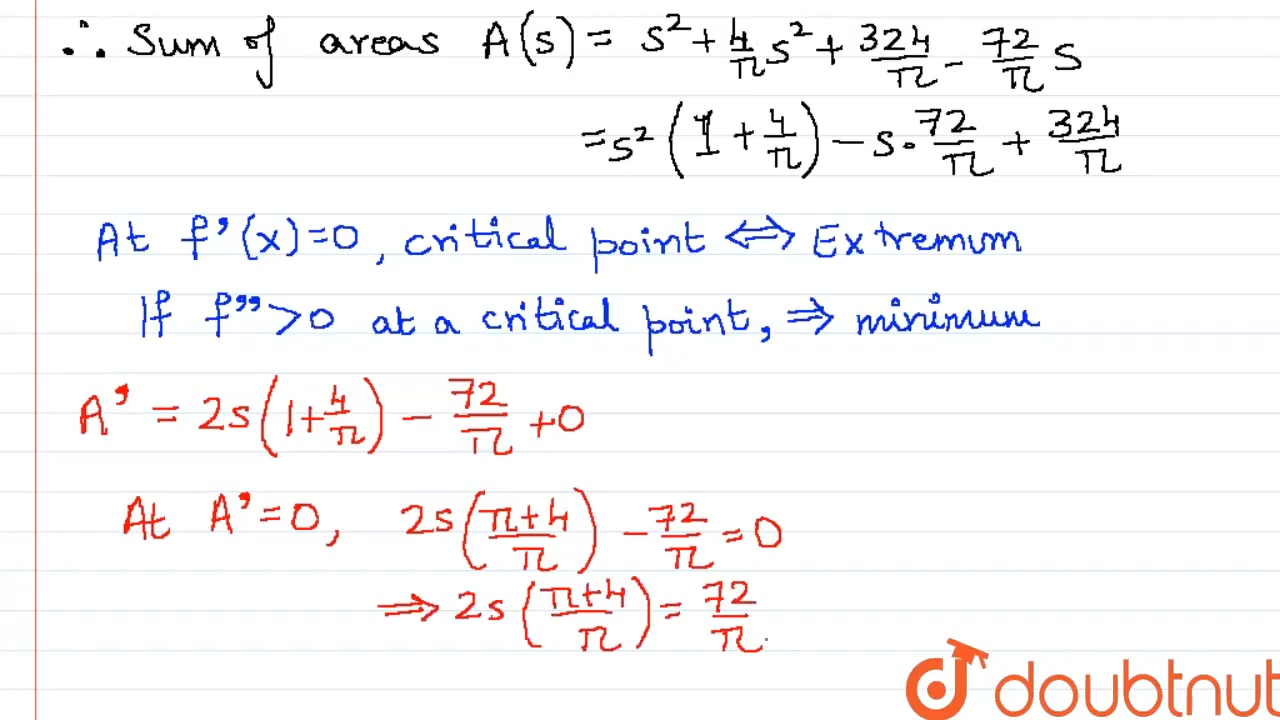 ∴ Sum of areas A(s) = s² + 4/π s² + 324/π - 72/π s
= s² (1 + 4/π) - s · 72/π + 324/π
At f'(x)=0, critical point ⟺ Extremum
If f''>0 at a critical point, ⇒ minimum
A' = 2s(1+4/π) - 72/π + 0
At A'=0, 2s((π+4)/π) - 72/π = 0
⇒ 2s((π+4)/π) = 72/π
doubtnut